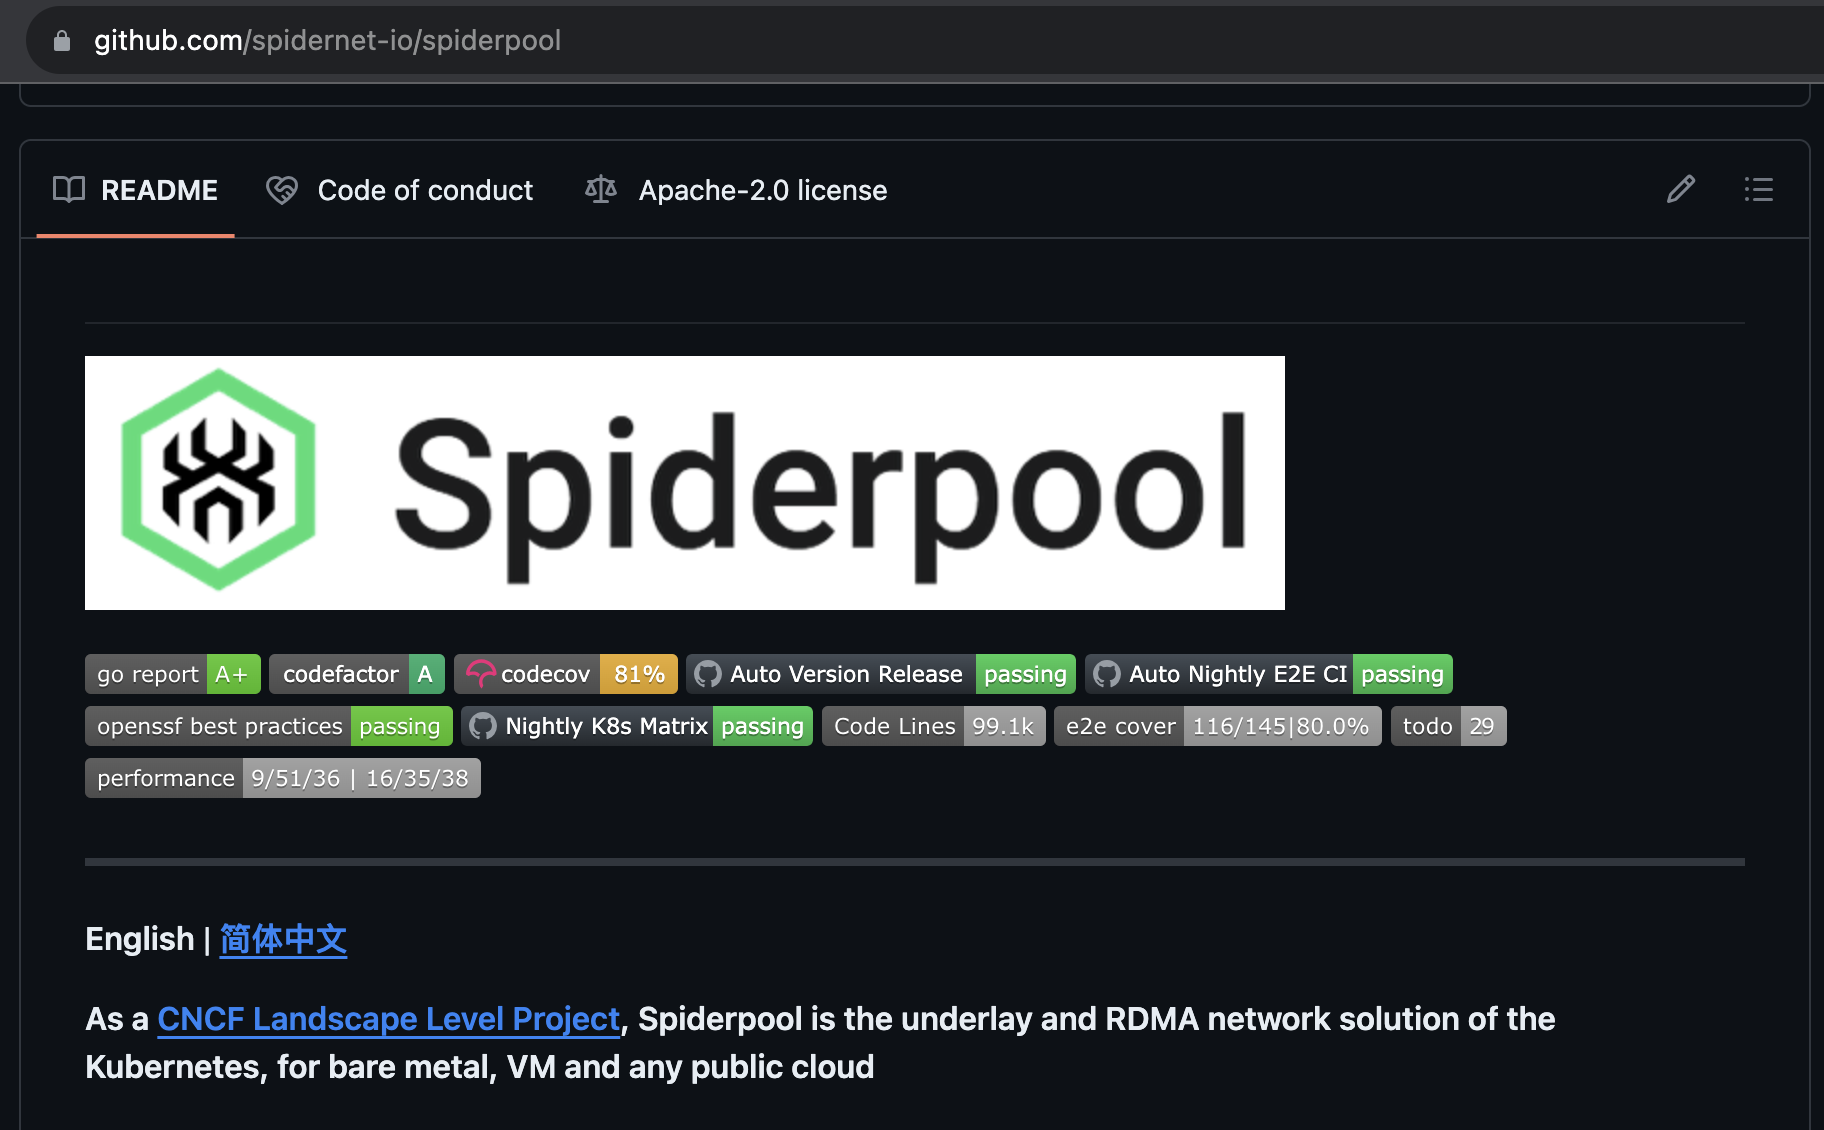 github.com/spidernet-io/spiderpool
README Code of conduct Apache-2.0 license
Spiderpool
go report A+ codefactor A codecov 81% Auto Version Release passing Auto Nightly E2E CI passing
openssf best practices passing Nightly K8s Matrix passing Code Lines 99.1k e2e cover 116/145|80.0% todo 29
performance 9/51/36 | 16/35/38
English | 简体中文
As a CNCF Landscape Level Project, Spiderpool is the underlay and RDMA network solution of the
Kubernetes, for bare metal, VM and any public cloud